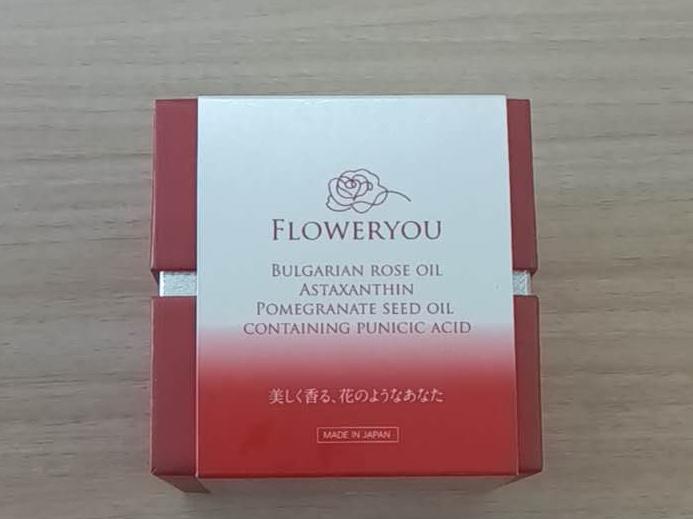 FLOWERYOU
BULGARIAN ROSE OIL
ASTAXANTHIN
POMEGRANATE SEED OIL
CONTAINING PUNICIC ACID
美しく香る、花のようなあなた
MADE IN JAPAN